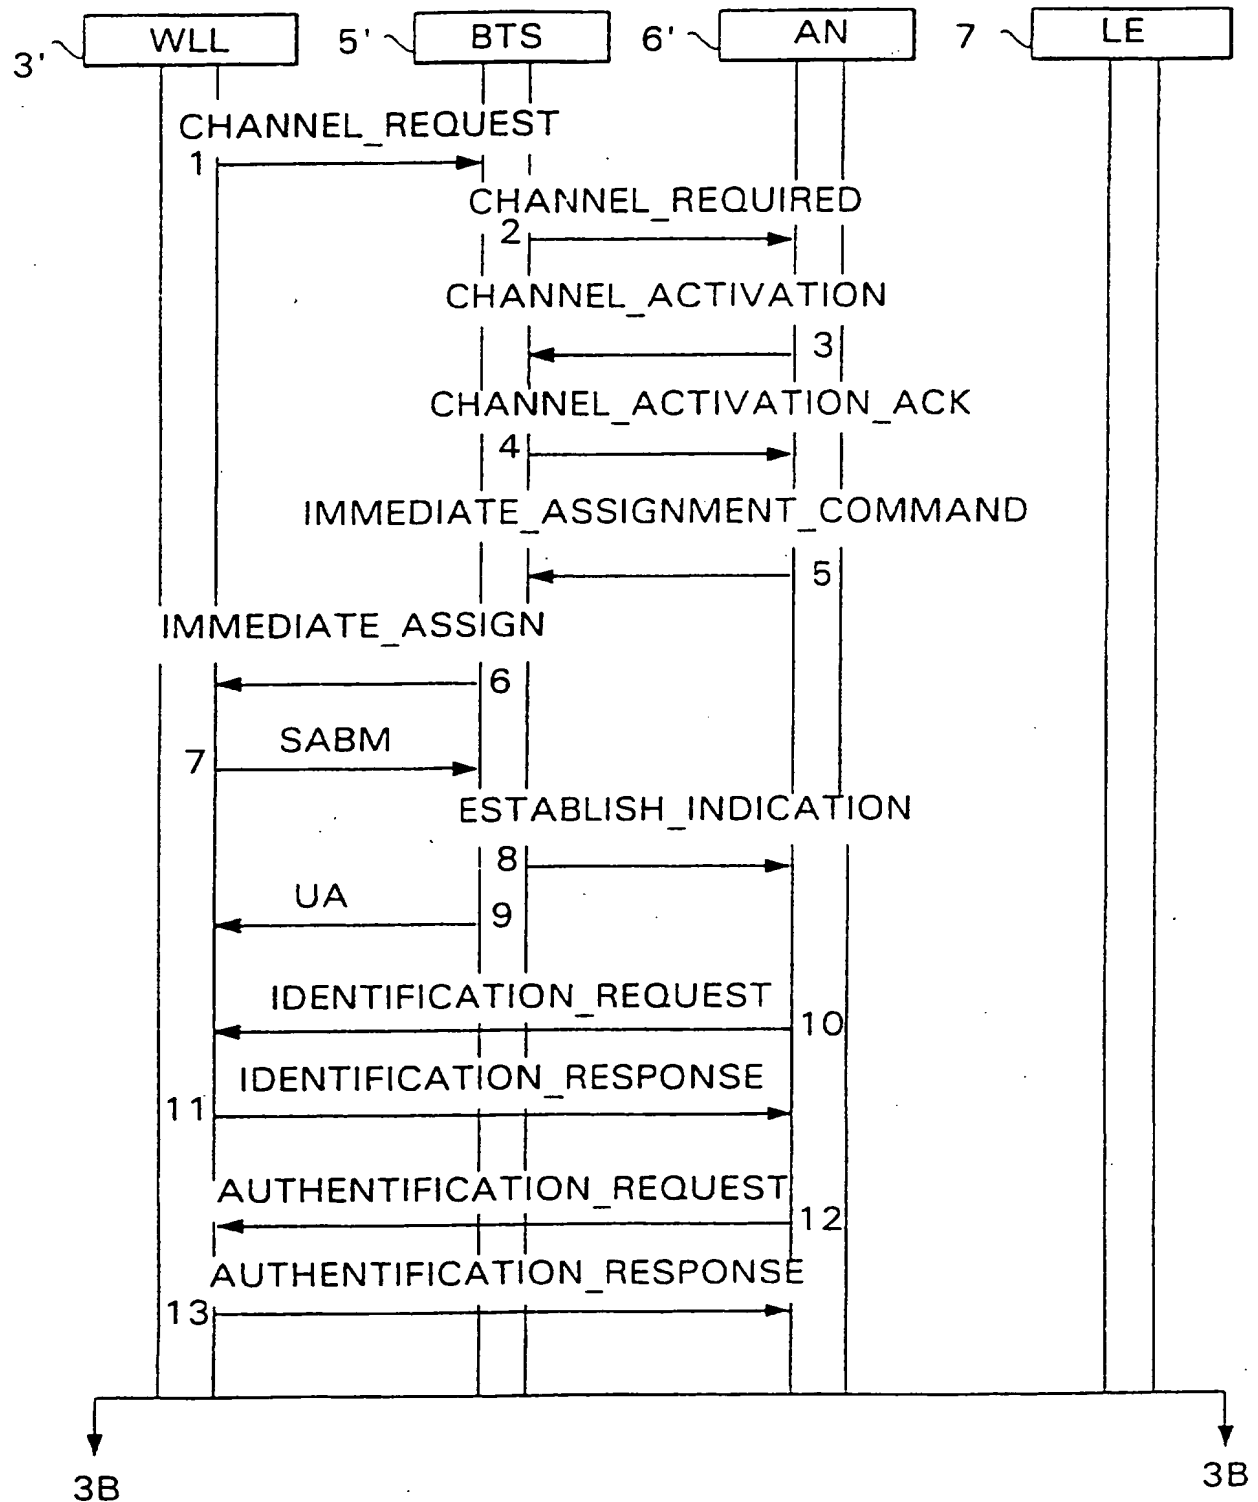 3' WLL 5' BTS 6' AN 7 LE
CHANNEL_REQUEST
1
CHANNEL_REQUIRED
2
CHANNEL_ACTIVATION
3
CHANNEL_ACTIVATION_ACK
4
IMMEDIATE_ASSIGNMENT_COMMAND
5
IMMEDIATE_ASSIGN
6
SABM
7
ESTABLISH_INDICATION
8
UA
9
IDENTIFICATION_REQUEST
10
IDENTIFICATION_RESPONSE
11
AUTHENTIFICATION_REQUEST
12
AUTHENTIFICATION_RESPONSE
13
3B 3B